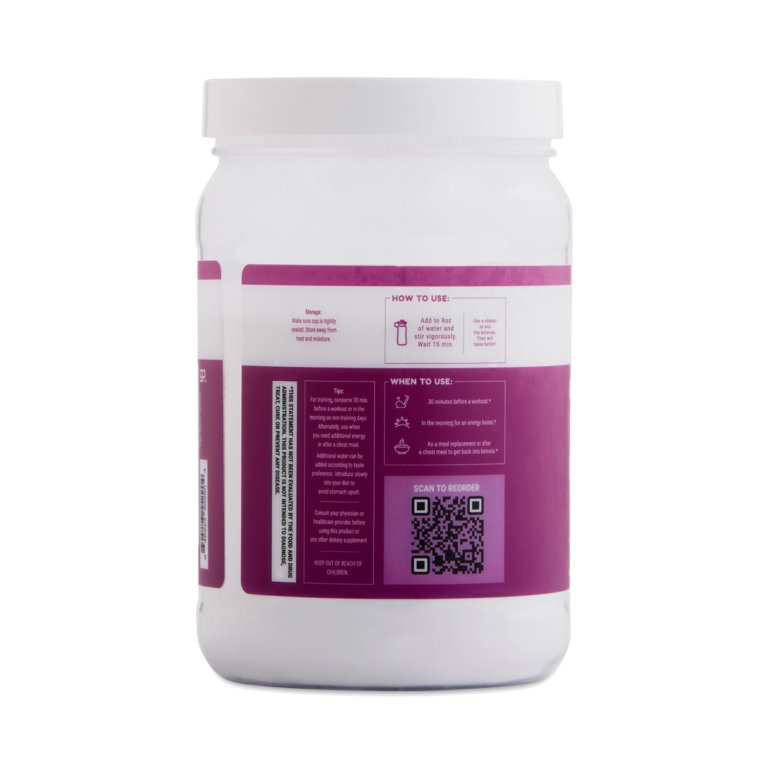 Storage:
Make sure cap is tightly
sealed. Store away from
heat and moisture.
HOW TO USE:
Add to 8oz
of water and
stir vigorously.
Wait 15 min.
Use a shaker
to mix
the ketones.
They will
taste better!
*THIS STATEMENT HAS NOT BEEN EVALUATED BY THE FOOD AND DRUG
ADMINISTRATION. THIS PRODUCT IS NOT INTENDED TO DIAGNOSE,
TREAT, CURE OR PREVENT ANY DISEASE.
Tips:
For training, consume 30 min.
before a workout or in the
morning on non-training days.
Alternately, use when
you need additional energy
or after a cheat meal.
Additional water can be
added according to taste
preference. Introduce slowly
into your diet to
avoid stomach upset.
Consult your physician or
healthcare provider before
using this product or
any other dietary supplement.
KEEP OUT OF REACH OF
CHILDREN.
WHEN TO USE:
30 minutes before a workout.*
In the morning for an energy boost.*
As a meal replacement or after
a cheat meal to get back into ketosis.*
SCAN TO REORDER